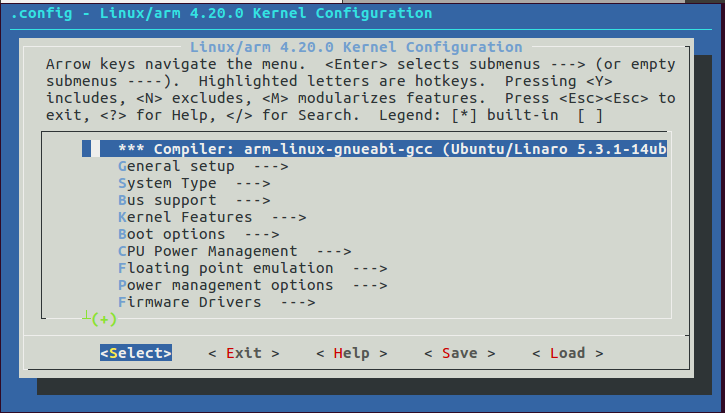 .config - Linux/arm 4.20.0 Kernel Configuration
Linux/arm 4.20.0 Kernel Configuration
Arrow keys navigate the menu.  <Enter> selects submenus ---> (or empty
submenus ----).  Highlighted letters are hotkeys.  Pressing <Y>
includes, <N> excludes, <M> modularizes features.  Press <Esc><Esc> to
exit, <?> for Help, </> for Search.  Legend: [*] built-in  [ ]
*** Compiler: arm-linux-gnueabi-gcc (Ubuntu/Linaro 5.3.1-14ub
General setup  --->
System Type  --->
Bus support  --->
Kernel Features  --->
Boot options  --->
CPU Power Management  --->
Floating point emulation  --->
Power management options  --->
Firmware Drivers  --->
┴(+)
<Select>    < Exit >    < Help >    < Save >    < Load >